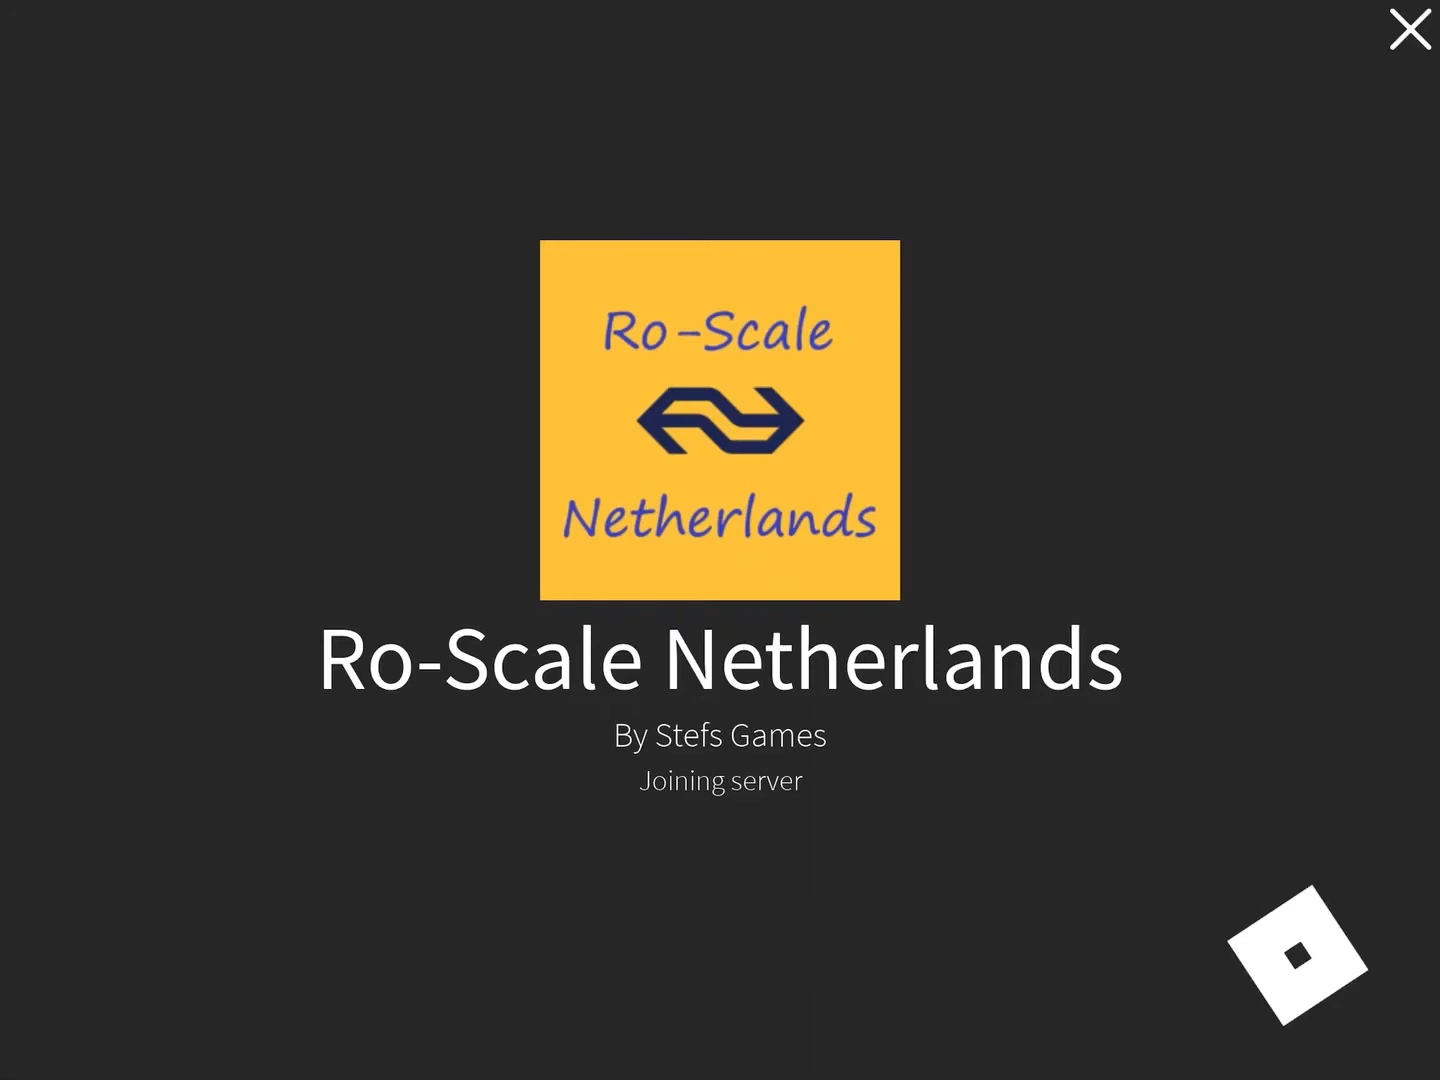 Ro-Scale
Netherlands
Ro-Scale Netherlands
By Stefs Games
Joining server